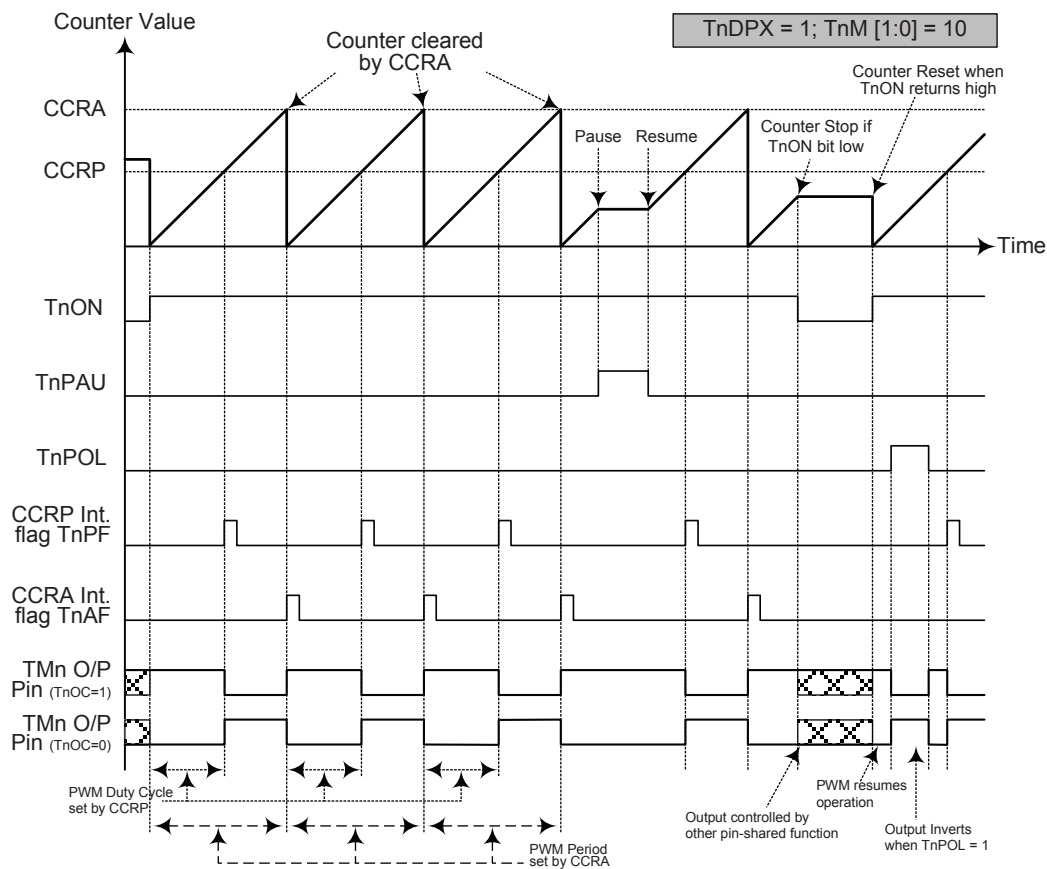 Counter Value
TnDPX = 1; TnM [1:0] = 10
Counter cleared
by CCRA
Counter Reset when
TnON returns high
CCRA
Pause
Resume
Counter Stop if
TnON bit low
CCRP
Time
TnON
TnPAU
TnPOL
CCRP Int.
flag TnPF
CCRA Int.
flag TnAF
TMn O/P
Pin (TnOC=1)
TMn O/P
Pin (TnOC=0)
PWM Duty Cycle
set by CCRP
PWM resumes
operation
Output controlled by
other pin-shared function
Output Inverts
when TnPOL = 1
PWM Period
set by CCRA